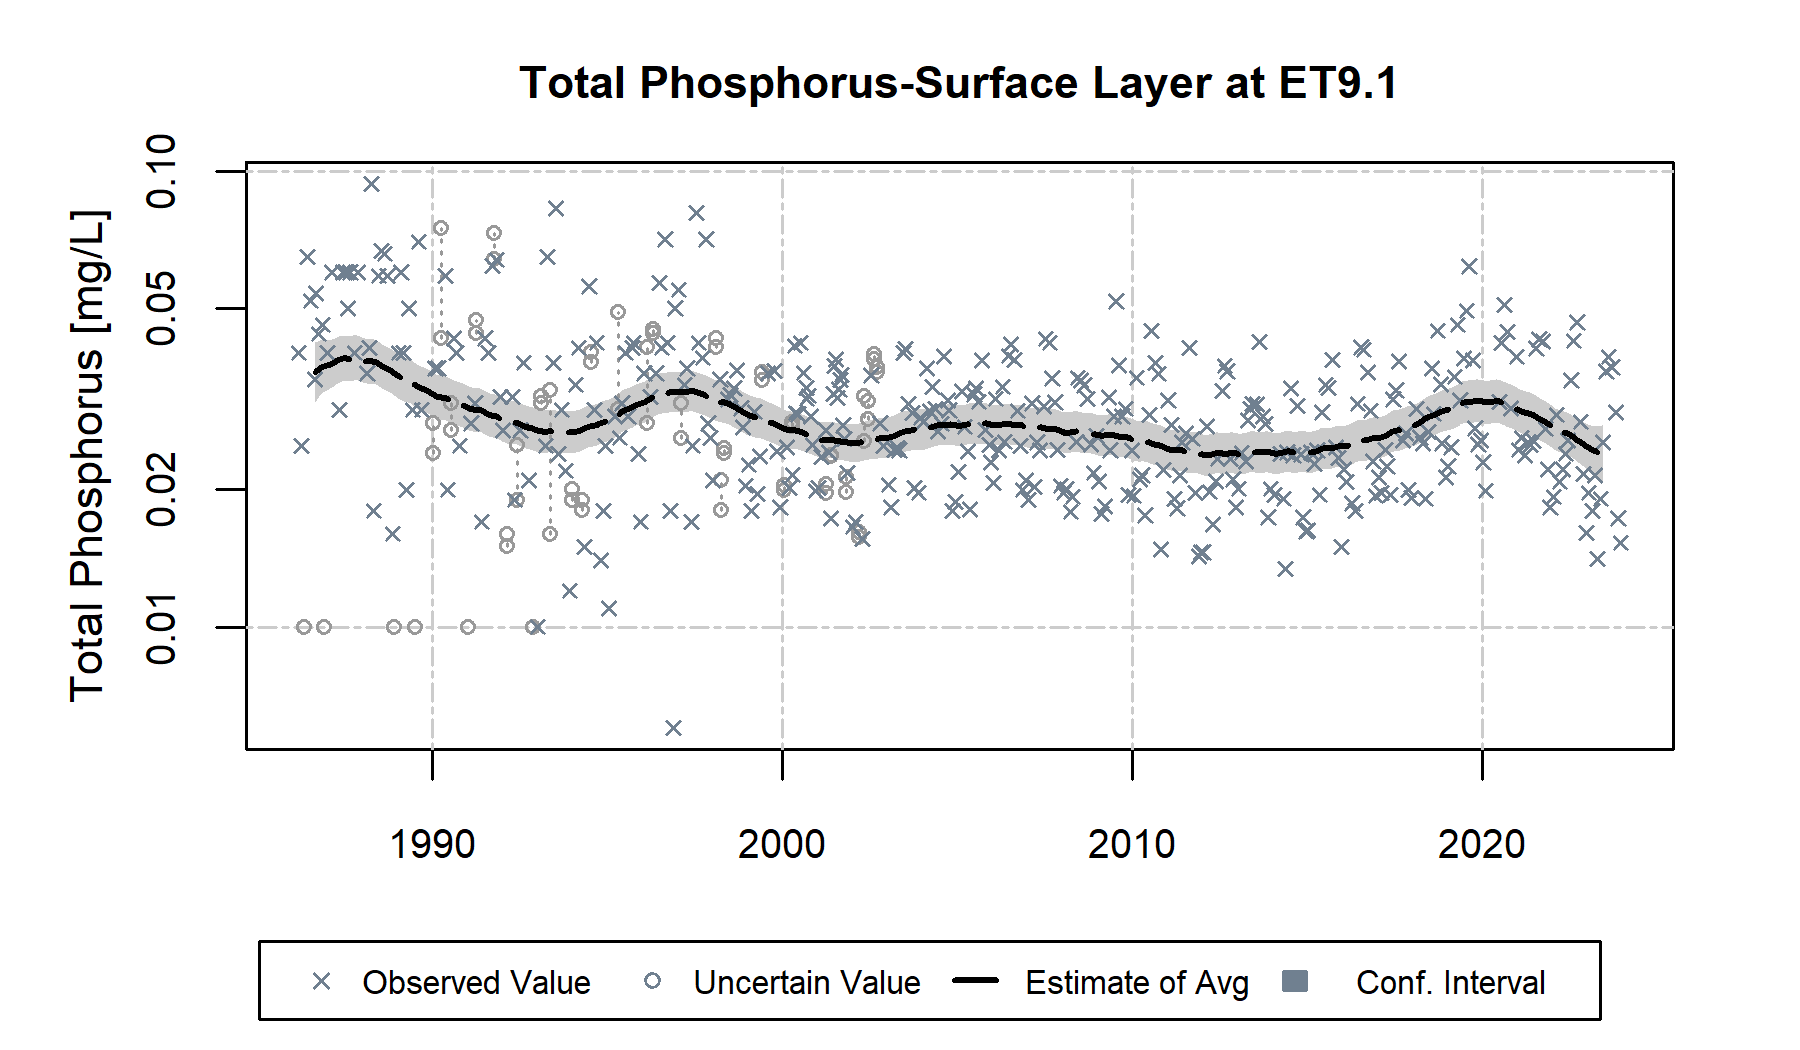 Total Phosphorus-Surface Layer at ET9.1
Total Phosphorus [mg/L]
0.10
0.05
0.02
0.01
1990 2000 2010 2020
Observed Value Uncertain Value Estimate of Avg Conf. Interval